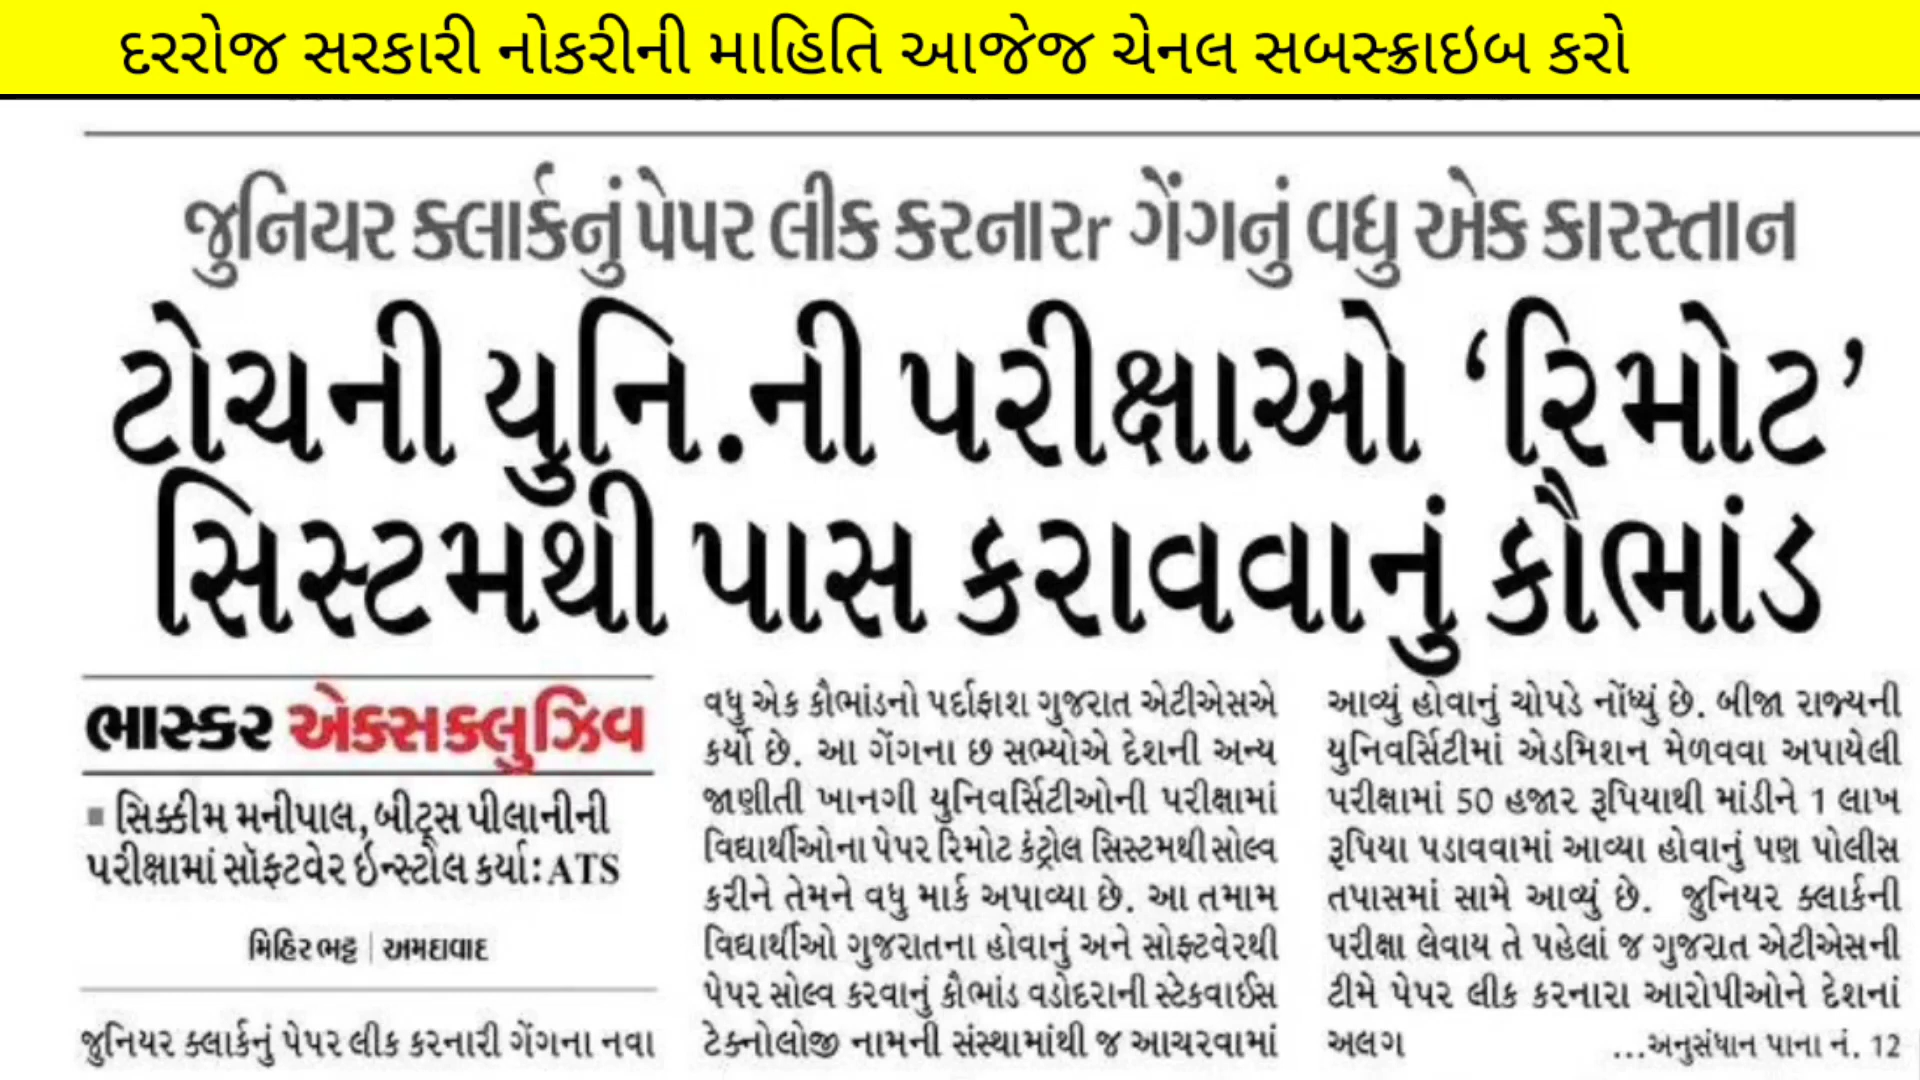 દરરોજ સરકારી નોકરીની માહિતિ આજેજ ચેનલ સબસ્ક્રાઇબ કરો
જુનિયર ક્લાર્કનું પેપર લીક કરનારr ગેંગનું વધુ એક કારસ્તાન
ટોચની યુનિ.ની પરીક્ષાઓ ‘રિમોટ’
સિસ્ટમથી પાસ કરાવવાનું કૌભાંડ
ભાસ્કર એક્સક્લુઝિવ
■ સિક્કીમ મનીપાલ, બીટ્સ પીલાનીની
પરીક્ષામાં સૉફ્ટવેર ઇન્સ્ટોલ કર્યાઃ ATS
મિહિર ભટ્ટ | અમદાવાદ
જુનિયર ક્લાર્કનું પેપર લીક કરનારી ગેંગના નવા
વધુ એક કૌભાંડનો પર્દાફાશ ગુજરાત એટીએસએ
કર્યો છે. આ ગેંગના છ સભ્યોએ દેશની અન્ય
જાણીતી ખાનગી યુનિવર્સિટીઓની પરીક્ષામાં
વિદ્યાર્થીઓના પેપર રિમોટ કંટ્રોલ સિસ્ટમથી સોલ્વ
કરીને તેમને વધુ માર્ક અપાવ્યા છે. આ તમામ
વિદ્યાર્થીઓ ગુજરાતના હોવાનું અને સોફ્ટવેરથી
પેપર સોલ્વ કરવાનું કૌભાંડ વડોદરાની સ્ટેકવાઈસ
ટેક્નોલોજી નામની સંસ્થામાંથી જ આચરવામાં
આવ્યું હોવાનું ચોપડે નોંધ્યું છે. બીજા રાજ્યની
યુનિવર્સિટીમાં એડમિશન મેળવવા અપાયેલી
પરીક્ષામાં 50 હજાર રૂપિયાથી માંડીને 1 લાખ
રૂપિયા પડાવવામાં આવ્યા હોવાનું પણ પોલીસ
તપાસમાં સામે આવ્યું છે. જુનિયર ક્લાર્કની
પરીક્ષા લેવાય તે પહેલાં જ ગુજરાત એટીએસની
ટીમે પેપર લીક કરનારા આરોપીઓને દેશનાં
અલગ ...અનુસંધાન પાના નં. 12